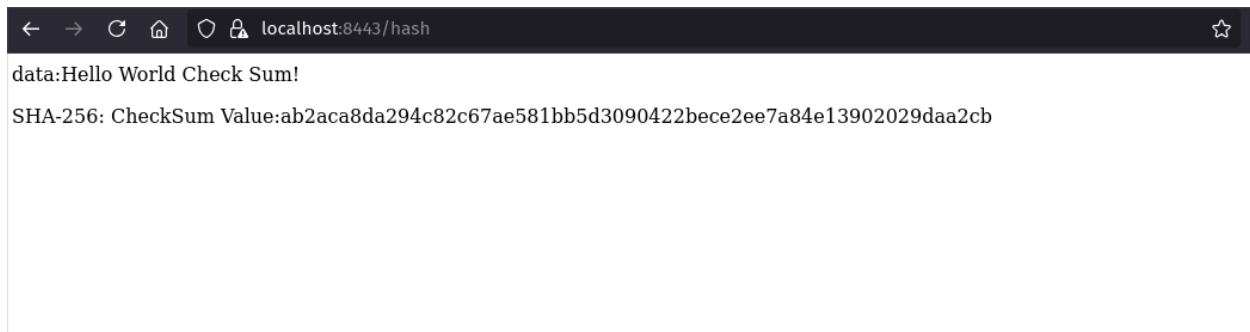 localhost:8443/hash
data:Hello World Check Sum!
SHA-256: CheckSum Value:ab2aca8da294c82c67ae581bb5d3090422bece2ee7a84e13902029daa2cb